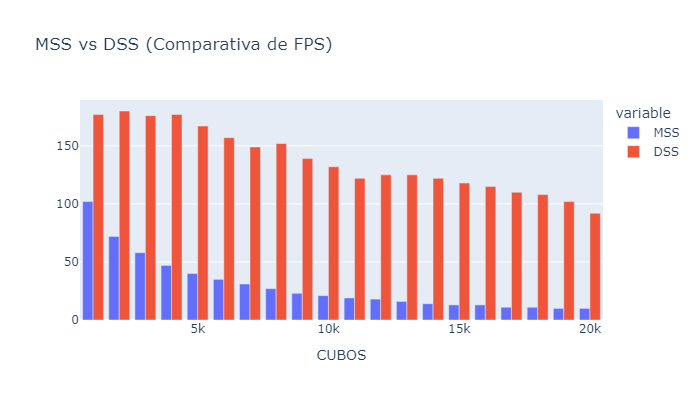 MSS vs DSS (Comparativa de FPS)
variable
MSS
DSS
150
100
50
0
5k
10k
15k
20k
CUBOS